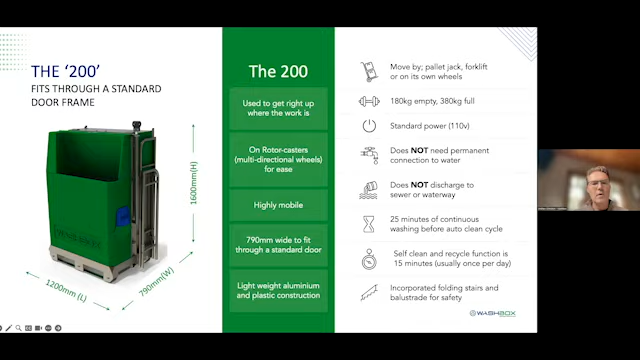 THE ‘200’
FITS THROUGH A STANDARD
DOOR FRAME
1600mm(H)
1200mm (L)
790mm(W)
The 200
Used to get right up
where the work is
On Rotor-casters
(multi-directional wheels)
for ease
Highly mobile
790mm wide to fit
through a standard door
Light weight aluminium
and plastic construction
Move by; pallet jack, forklift
or on its own wheels
180kg empty, 380kg full
Standard power (110v)
Does NOT need permanent
connection to water
Does NOT discharge to
sewer or waterway
25 minutes of continuous
washing before auto clean cycle
Self clean and recycle function is
15 minutes (usually once per day)
Incorporated folding stairs and
balustrade for safety
WASHBOX